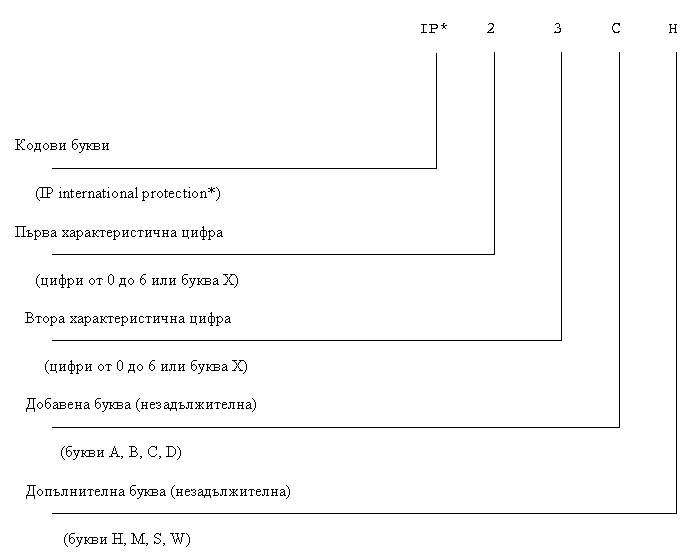 IP* 2 3 C H
Кодови букви
(IP international protection*)
Първа характеристична цифра
(цифри от 0 до 6 или буква X)
Втора характеристична цифра
(цифри от 0 до 6 или буква X)
Добавена буква (незадължителна)
(букви A, B, C, D)
Допълнителна буква (незадължителна)
(букви H, M, S, W)